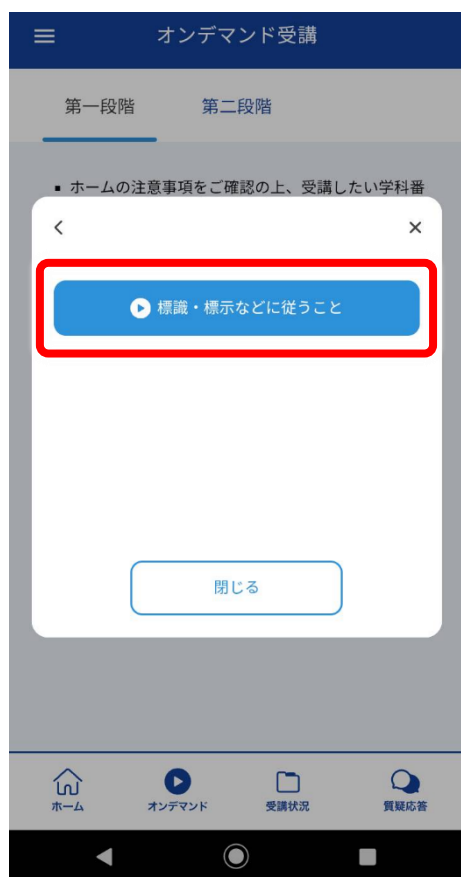 オンデマンド受講
第一段階
第二段階
▪ ホームの注意事項をご確認の上、受講したい学科番
標識・標示などに従うこと
閉じる
ホーム
オンデマンド
受講状況
質疑応答